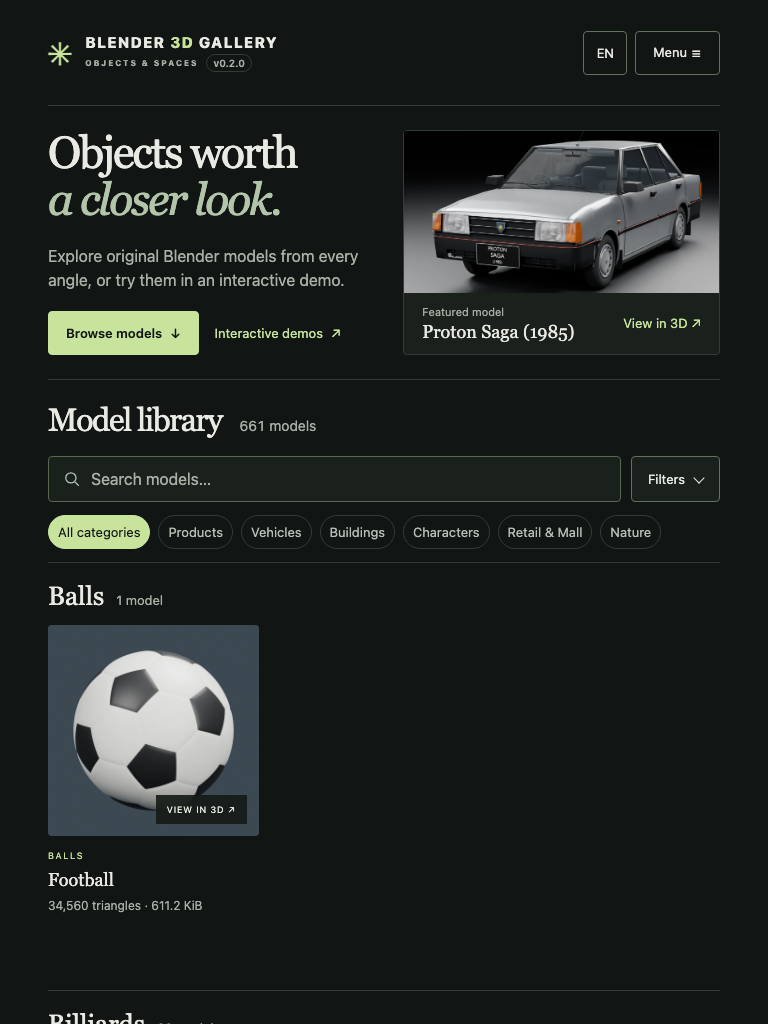 BLENDER 3D GALLERY
OBJECTS & SPACES v0.2.0
EN
Menu ≡
Objects worth
a closer look.
Explore original Blender models from every
angle, or try them in an interactive demo.
Browse models ↓
Interactive demos ↗
PROTON
SAGA
Featured model
Proton Saga (1985)
View in 3D ↗
Model library 661 models
Search models...
Filters
All categories
Products
Vehicles
Buildings
Characters
Retail & Mall
Nature
Balls 1 model
VIEW IN 3D ↗
BALLS
Football
34,560 triangles · 611.2 KiB
Billiards